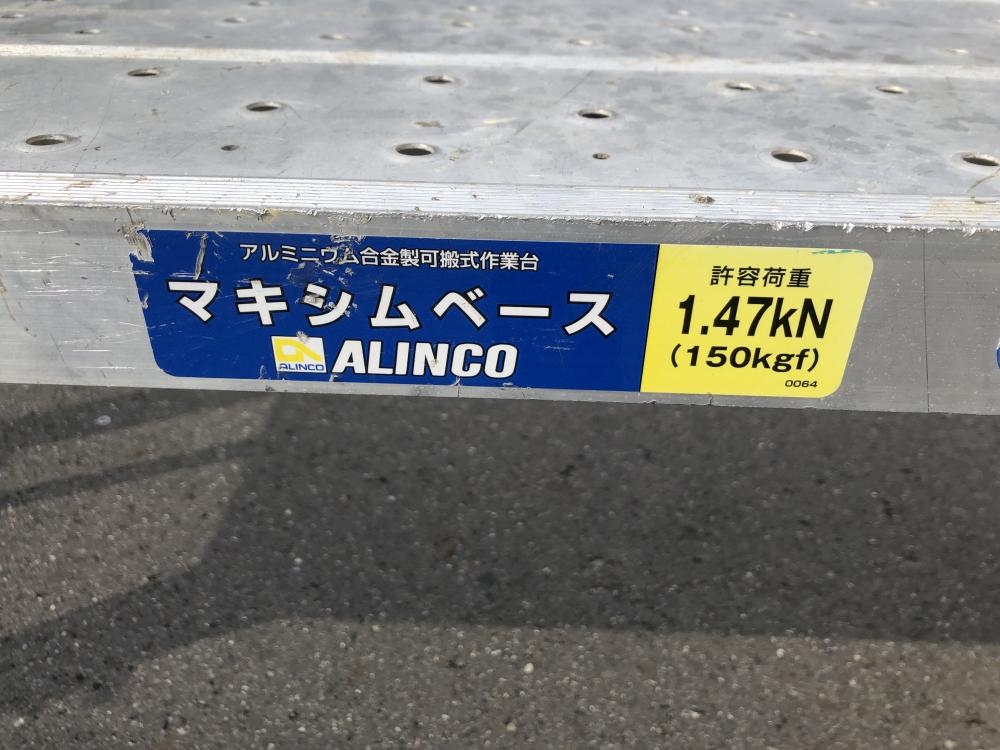 アルミニウム合金製可搬式作業台
マキシムベース
ALINCO
ALINCO
許容荷重
1.47kN
(150kgf)
0064